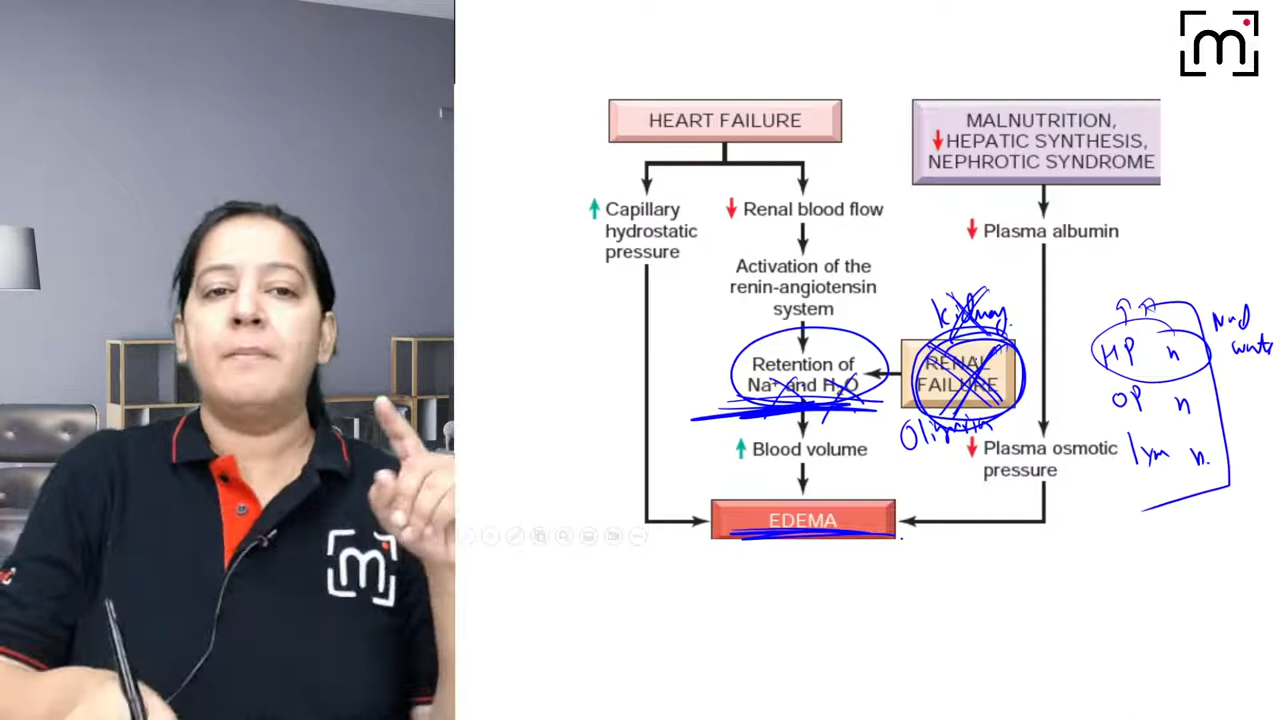 m
HEART FAILURE
MALNUTRITION,
HEPATIC SYNTHESIS,
NEPHROTIC SYNDROME
Capillary
hydrostatic
pressure
Renal blood flow
Plasma albumin
Activation of the
renin-angiotensin
system
kidney
Retention of
Na+ and H2O
RENAL
FAILURE
HP n
OP n
lym n.
Na
Oliguria
Blood volume
Plasma osmotic
pressure
EDEMA
m